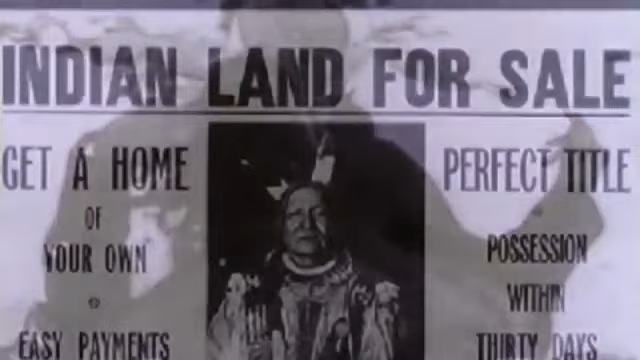 INDIAN LAND FOR SALE
GET A HOME
OF
YOUR OWN
EASY PAYMENTS
PERFECT TITLE
POSSESSION
WITHIN
THIRTY DAYS